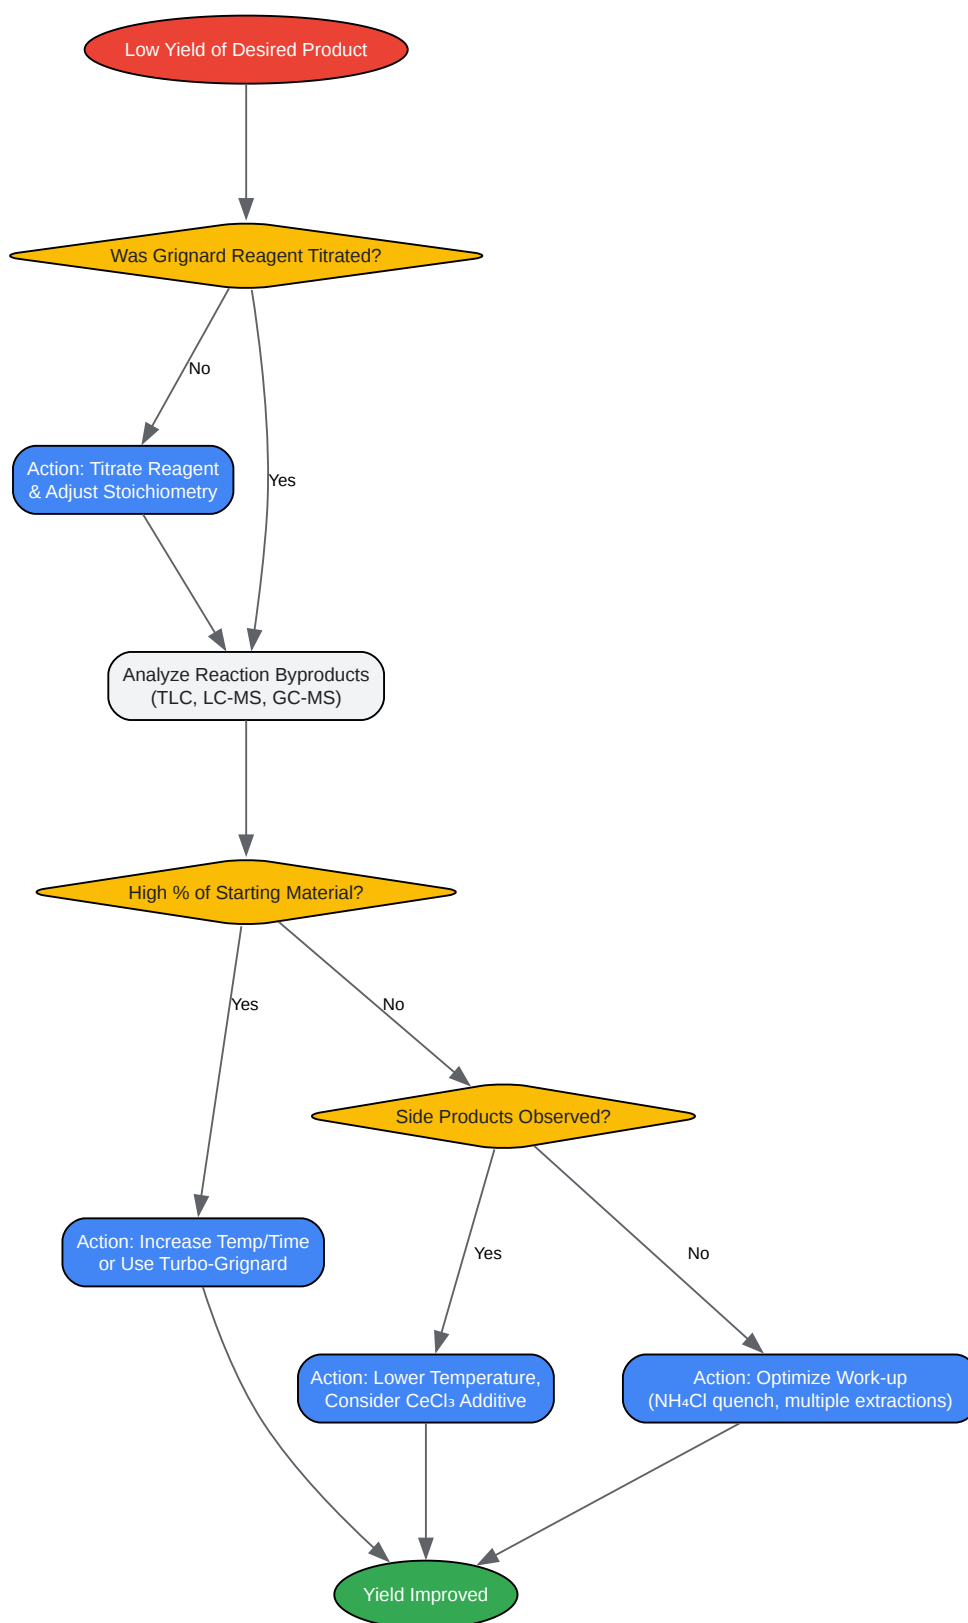 Low Yield of Desired Product
Was Grignard Reagent Titrated?
No
Action: Titrate Reagent
& Adjust Stoichiometry
Yes
Analyze Reaction Byproducts
(TLC, LC-MS, GC-MS)
High % of Starting Material?
Yes
No
Side Products Observed?
Action: Increase Temp/Time
or Use Turbo-Grignard
Yes
No
Action: Lower Temperature,
Consider CeCl₃ Additive
Action: Optimize Work-up
(NH₄Cl quench, multiple extractions)
Yield Improved